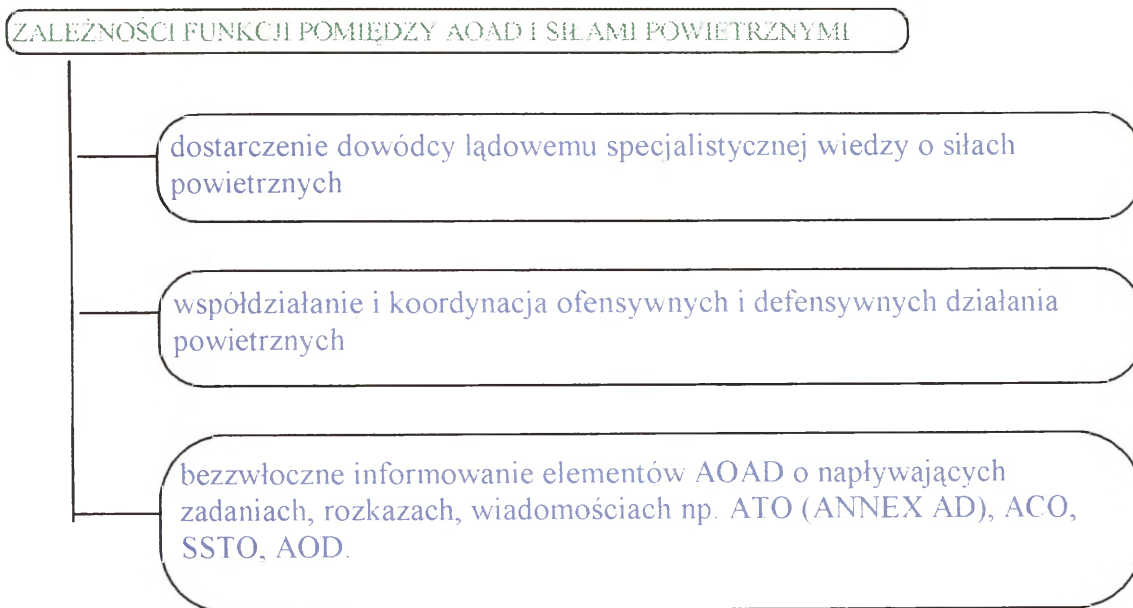 ZALEŻNOŚCI FUNKCJI POMIĘDZY AOAD I SIŁAMI POWIETRZNYMI
dostarczenie dowódcy lądowemu specjalistycznej wiedzy o siłach
powietrznych
współdziałanie i koordynacja ofensywnych i defensywnych działania
powietrznych
bezzwłoczne informowanie elementów AOAD o napływających
zadaniach, rozkazach, wiadomościach np. ATO (ANNEX AD), ACO,
SSTO, AOD.